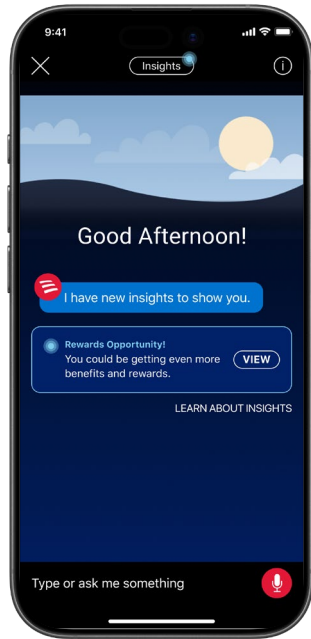 9:41
Insights
Good Afternoon!
I have new insights to show you.
Rewards Opportunity!
You could be getting even more
benefits and rewards.
VIEW
LEARN ABOUT INSIGHTS
Type or ask me something